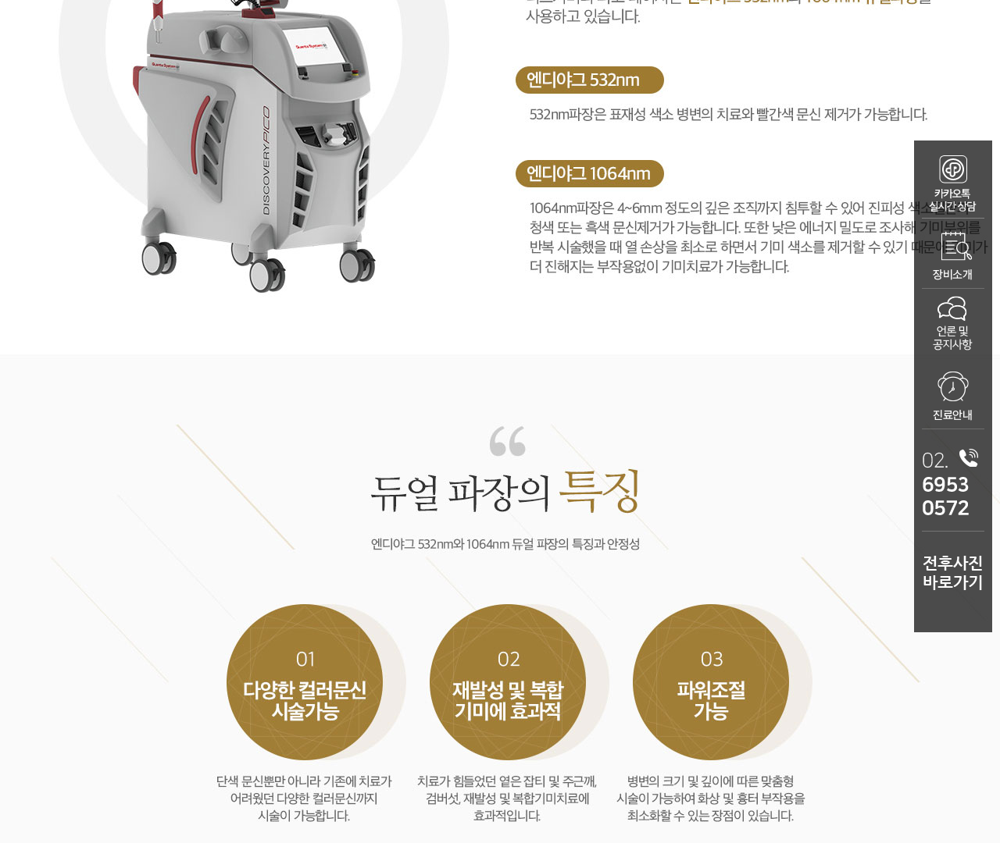 사용하고 있습니다.
Quanta System
Quanta System
DISCOVERY PICO
엔디야그 532nm
532nm파장은 표재성 색소 병변의 치료와 빨간색 문신 제거가 가능합니다.
엔디야그 1064nm
1064nm파장은 4~6mm 정도의 깊은 조직까지 침투할 수 있어 진피성
청색 또는 흑색 문신제거가 가능합니다. 또한 낮은 에너지 밀도로 조사해 기미부위를
반복 시술했을 때 열 손상을 최소로 하면서 기미 색소를 제거할 수 있기 때문에 기미가
더 진해지는 부작용없이 기미치료가 가능합니다.
카카오톡
실시간 상담
장비소개
언론 및
공지사항
진료안내
02.
6953
0572
전후사진
바로가기
듀얼 파장의 특징
엔디야그 532nm와 1064nm 듀얼 파장의 특징과 안정성
01
다양한 컬러문신
시술가능
단색 문신뿐만 아니라 기존에 치료가
어려웠던 다양한 컬러문신까지
시술이 가능합니다.
02
재발성 및 복합
기미에 효과적
치료가 힘들었던 옅은 잡티 및 주근깨,
검버섯, 재발성 및 복합기미치료에
효과적입니다.
03
파워조절
가능
병변의 크기 및 깊이에 따른 맞춤형
시술이 가능하여 화상 및 흉터 부작용을
최소화할 수 있는 장점이 있습니다.